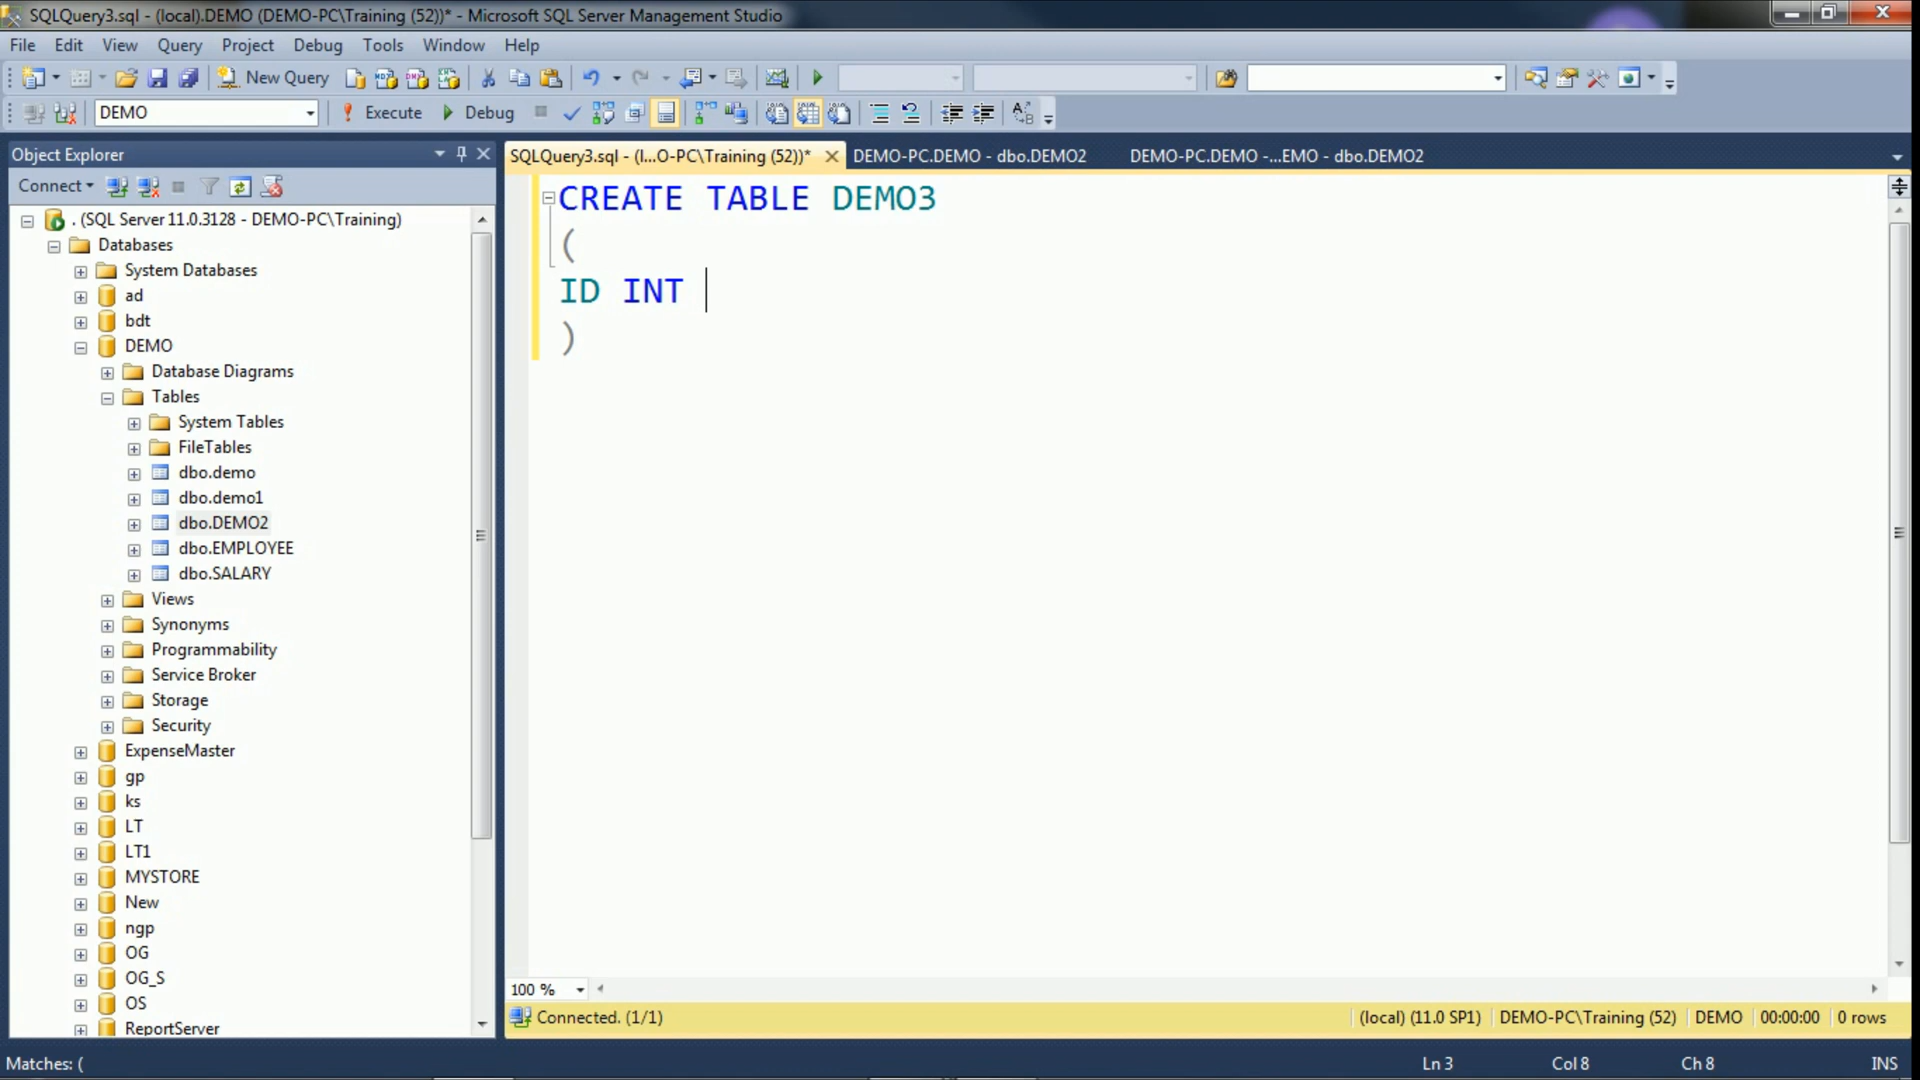 SQLQuery3.sql - (local).DEMO (DEMO-PC\Training (52))* - Microsoft SQL Server Management Studio
File Edit View Query Project Debug Tools Window Help
New Query
DEMO Execute Debug
Object Explorer
SQLQuery3.sql - (l...O-PC\Training (52))* DEMO-PC.DEMO - dbo.DEMO2 DEMO-PC.DEMO -...EMO - dbo.DEMO2
Connect
. (SQL Server 11.0.3128 - DEMO-PC\Training)
Databases
System Databases
ad
bdt
DEMO
Database Diagrams
Tables
System Tables
FileTables
dbo.demo
dbo.demo1
dbo.DEMO2
dbo.EMPLOYEE
dbo.SALARY
Views
Synonyms
Programmability
Service Broker
Storage
Security
ExpenseMaster
gp
ks
LT
LT1
MYSTORE
New
ngp
OG
OG_S
OS
ReportServer
CREATE TABLE DEMO3
(
ID INT
)
100 %
Connected. (1/1) (local) (11.0 SP1) DEMO-PC\Training (52) DEMO 00:00:00 0 rows
Matches: ( Ln 3 Col 8 Ch 8 INS